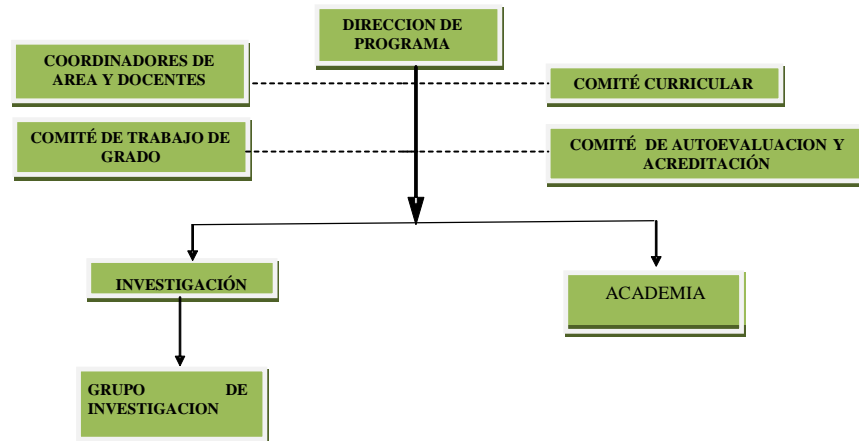 DIRECCION DE
PROGRAMA
COORDINADORES DE
AREA Y DOCENTES
COMITÉ CURRICULAR
COMITÉ DE TRABAJO DE
GRADO
COMITÉ DE AUTOEVALUACION Y
ACREDITACIÓN
INVESTIGACIÓN
ACADEMIA
GRUPO DE
INVESTIGACION